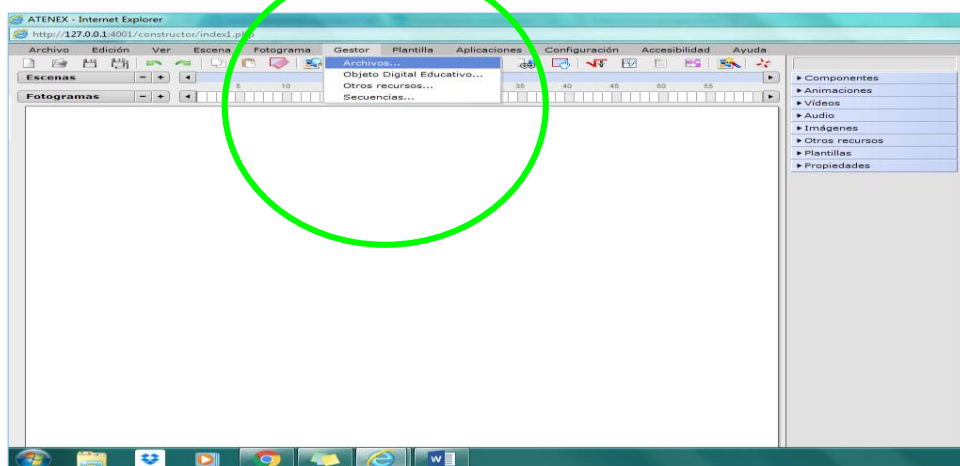 ATENEX - Internet Explorer
http://127.0.0.1:4001/constructor/index1.php
Archivo Edición Ver Escena Fotograma Gestor Plantilla Aplicaciones Configuración Accesibilidad Ayuda
Archivos...
Objeto Digital Educativo...
Otros recursos...
Secuencias...
Escenas - +
5 10 35 40 45 50 55
Fotogramas - +
Componentes
Animaciones
Vídeos
Audio
Imágenes
Otros recursos
Plantillas
Propiedades
W